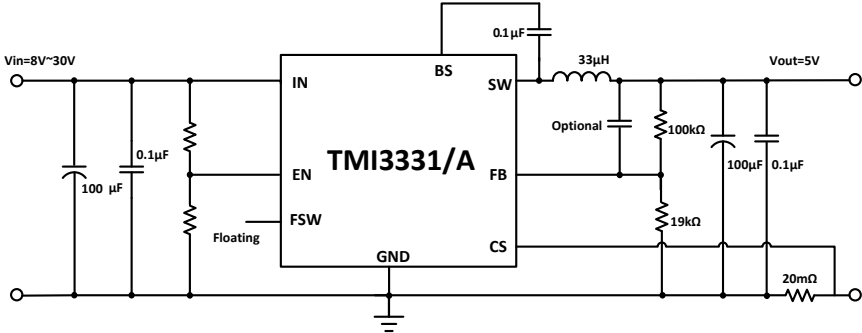 0.1μF
Vin=8V~30V
33μH
Vout=5V
BS
IN
SW
0.1μF
Optional
100kΩ
100 μF
TMI3331/A
100μF
0.1μF
EN
FB
FSW
19kΩ
Floating
CS
GND
20mΩ